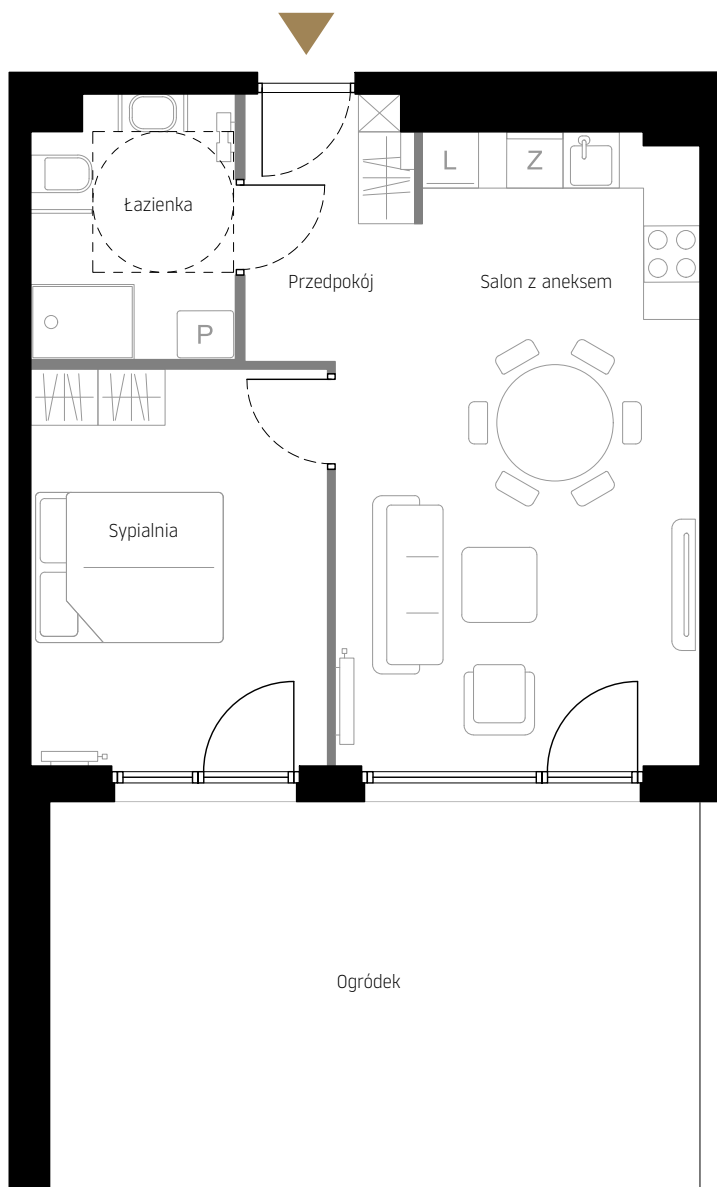 L
Z
Łazienka
Przedpokój
Salon z aneksem
P
Sypialnia
Ogródek